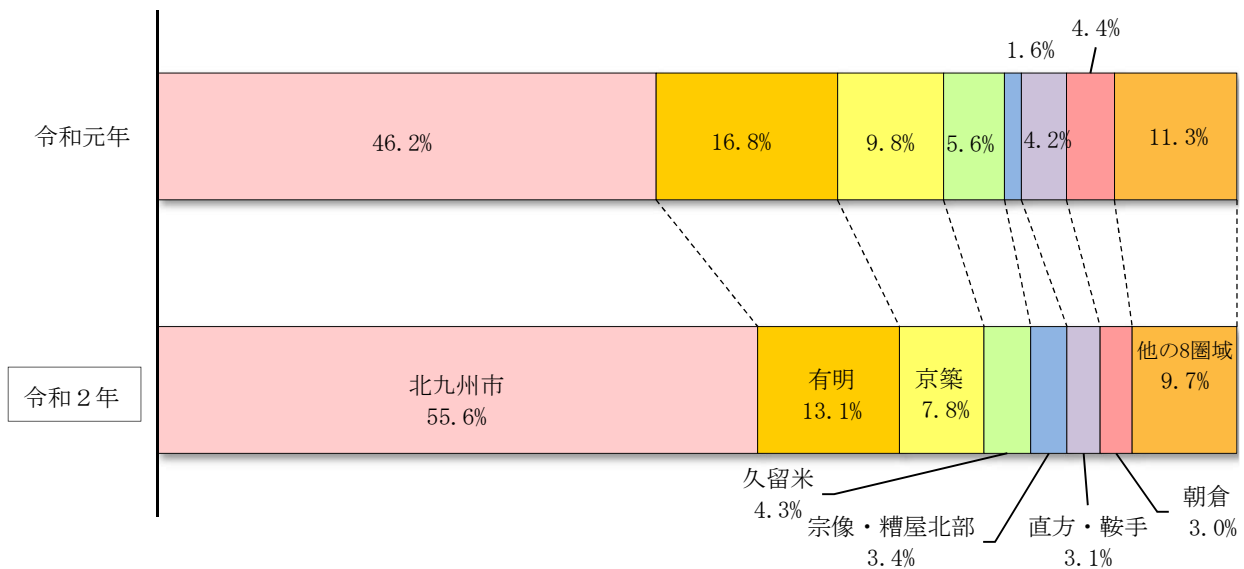 4.4%
1.6%
令和元年
46.2%
16.8%
9.8%
5.6%
4.2%
11.3%
令和２年
北九州市
55.6%
有明
13.1%
京築
7.8%
他の8圏域
9.7%
久留米
4.3%
宗像・糟屋北部
3.4%
直方・鞍手
3.1%
朝倉
3.0%